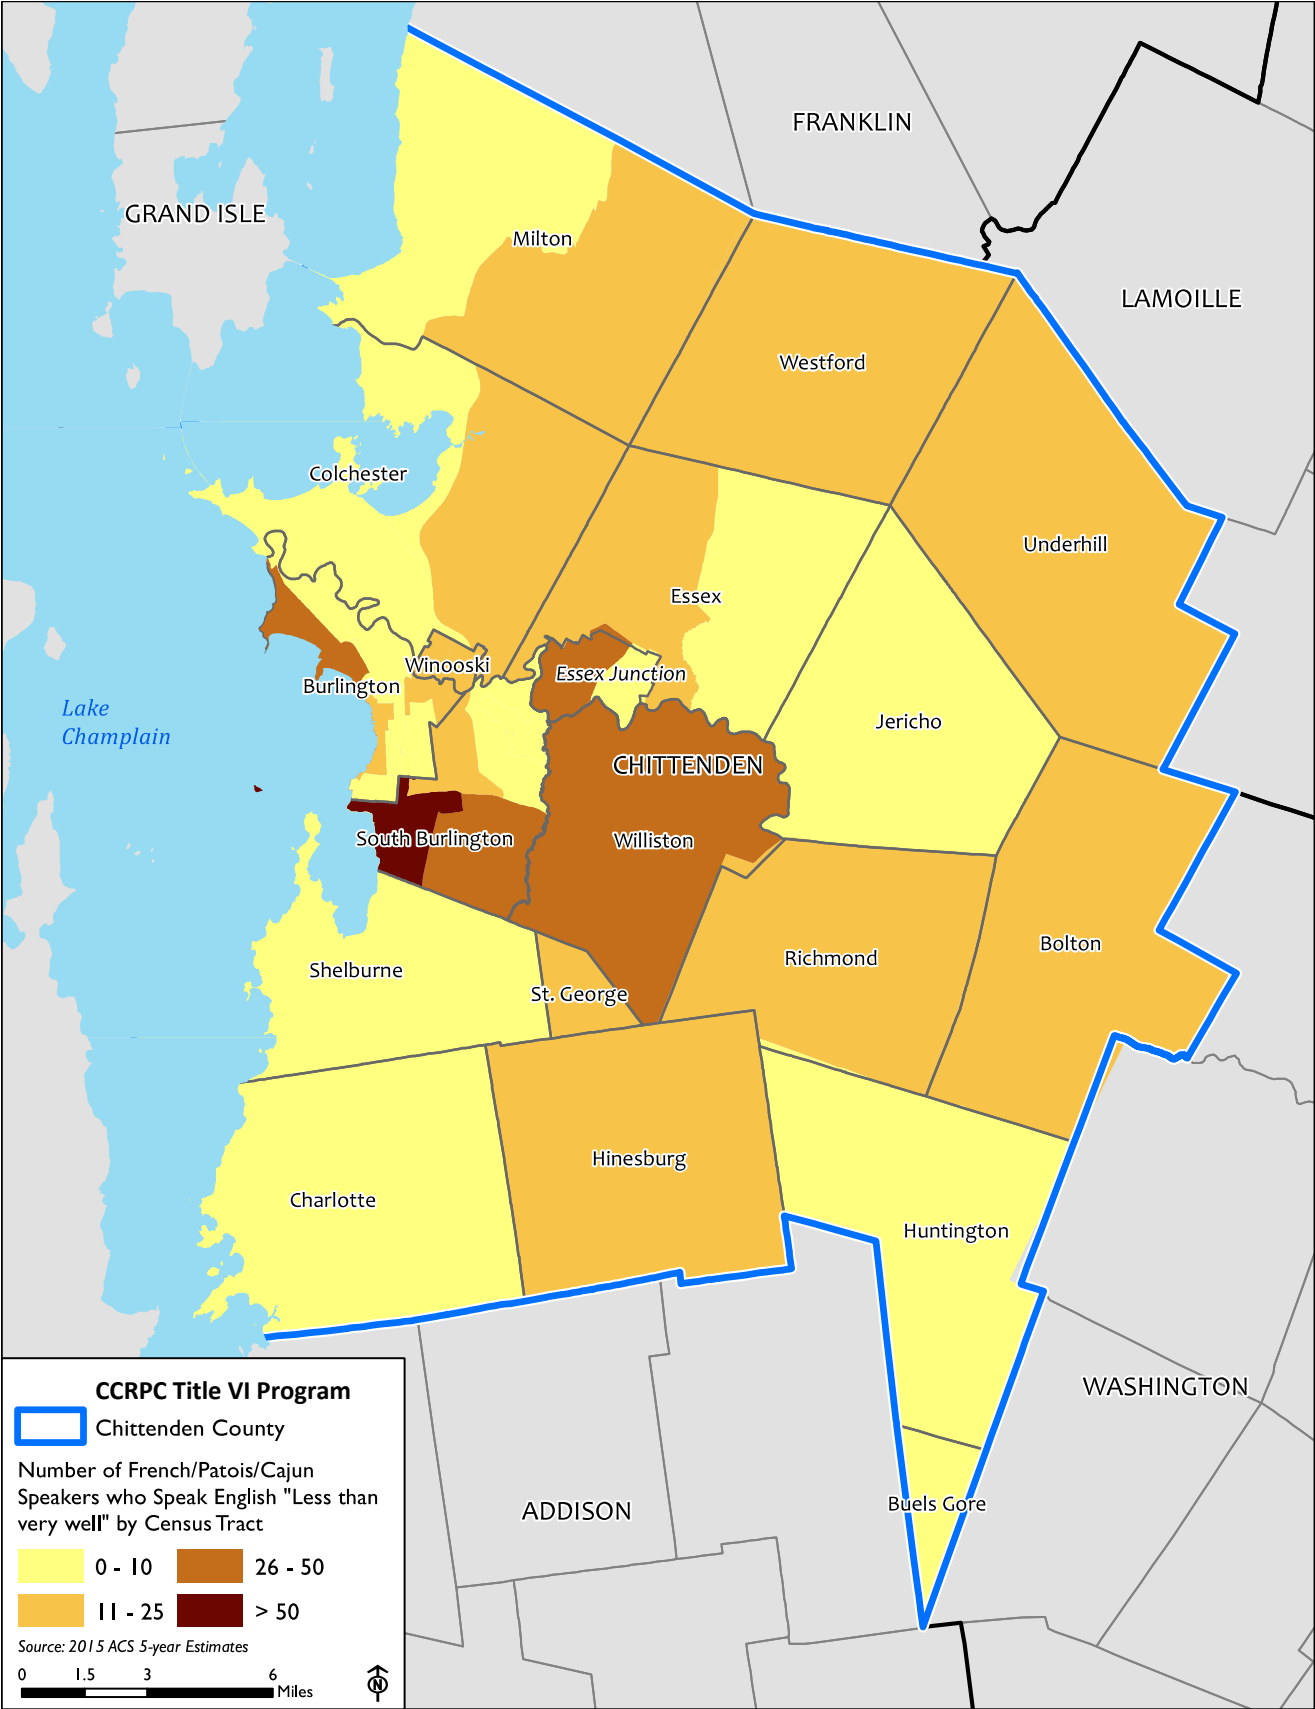 FRANKLIN
GRAND ISLE
Milton
LAMOILLE
Westford
Colchester
Underhill
Essex
Winooski
Essex Junction
Burlington
Lake
Champlain
Jericho
CHITTENDEN
South Burlington
Williston
Bolton
Richmond
Shelburne
St. George
Hinesburg
Charlotte
Huntington
WASHINGTON
Buels Gore
ADDISON
CCRPC Title VI Program
Chittenden County
Number of French/Patois/Cajun
Speakers who Speak English "Less than
very well" by Census Tract
0 - 10
26 - 50
11 - 25
> 50
Source: 2015 ACS 5-year Estimates
0 1.5 3 6
Miles
N